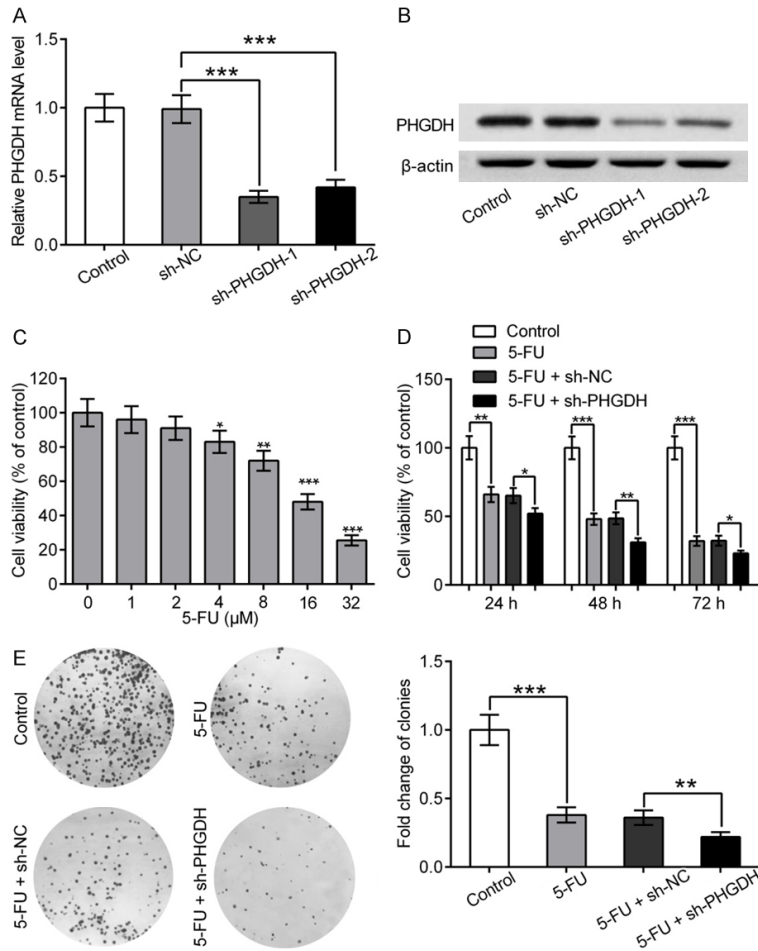 A
Relative PHGDH mRNA level
1.5
1.0
0.5
0.0
***
***
Control
sh-NC
sh-PHGDH-1
sh-PHGDH-2
B
PHGDH
β-actin
Control
sh-NC
sh-PHGDH-1
sh-PHGDH-2
C
Cell viability (% of control)
120
100
80
60
40
20
0
*
**
***
***
0 1 2 4 8 16 32
5-FU (μM)
D
Control
5-FU
5-FU + sh-NC
5-FU + sh-PHGDH
Cell viability (% of control)
150
100
50
0
** * *** ** *** *
24 h 48 h 72 h
E
Control
5-FU
5-FU + sh-NC
5-FU + sh-PHGDH
Fold change of clonies
1.5
1.0
0.5
0.0
***
**
Control
5-FU
5-FU + sh-NC
5-FU + sh-PHGDH